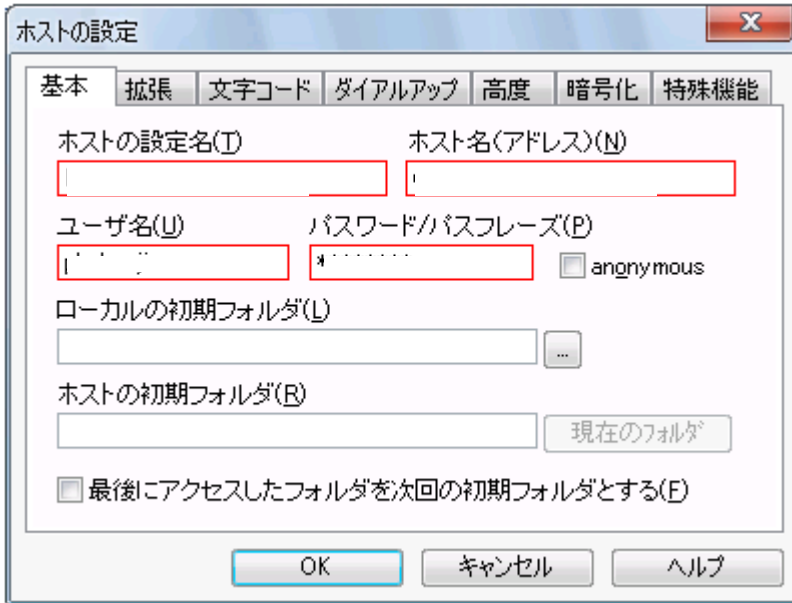 ホストの設定
基本 拡張 文字コード ダイアルアップ 高度 暗号化 特殊機能
ホストの設定名(T) ホスト名(アドレス)(N)
ユーザ名(U) パスワード/パスフレーズ(P)
anonymous
ローカルの初期フォルダ(L)
...
ホストの初期フォルダ(R)
現在のフォルダ
最後にアクセスしたフォルダを次回の初期フォルダとする(F)
OK キャンセル ヘルプ